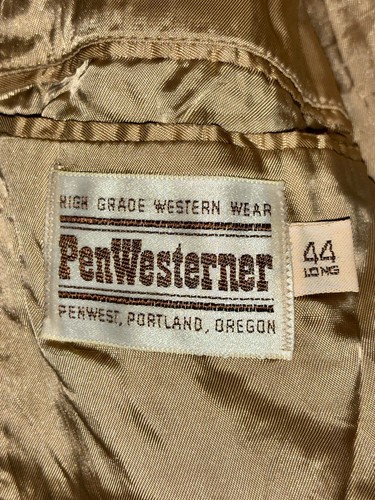 HIGH GRADE WESTERN WEAR
PenWesterner
PENWEST, PORTLAND, OREGON
44
LONG